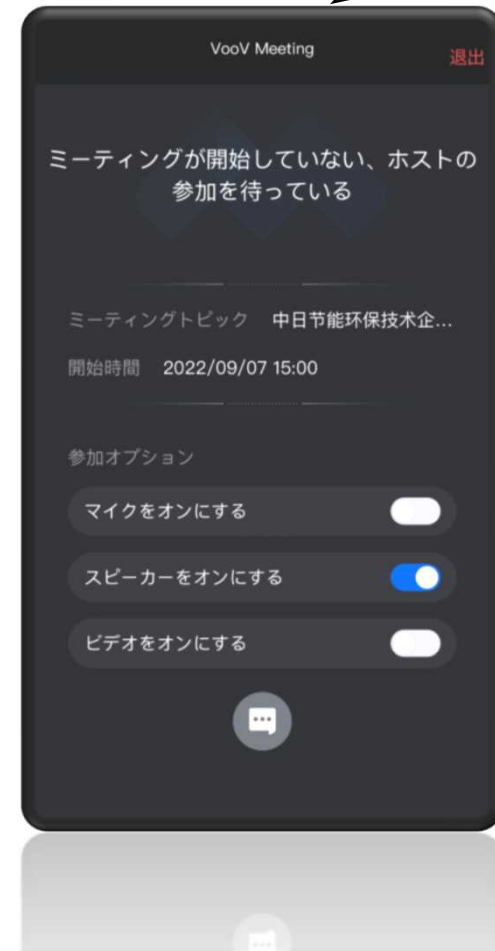 VooV Meeting
退出
ミーティングが開始していない、ホストの
参加を待っている
ミーティングトピック 中日节能环保技术企...
開始時間 2022/09/07 15:00
参加オプション
マイクをオンにする
スピーカーをオンにする
ビデオをオンにする